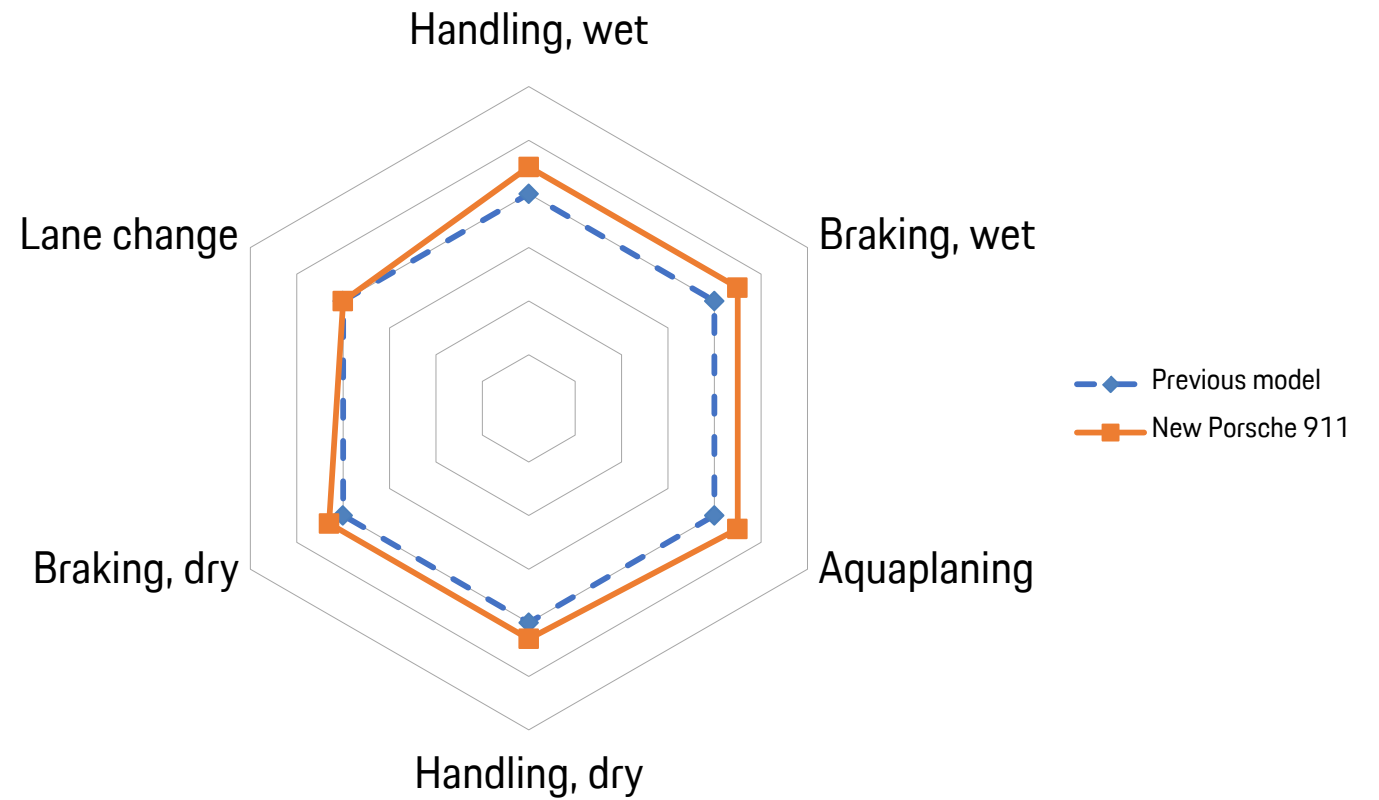 Handling, wet
Lane change
Braking, wet
Previous model
New Porsche 911
Braking, dry
Aquaplaning
Handling, dry